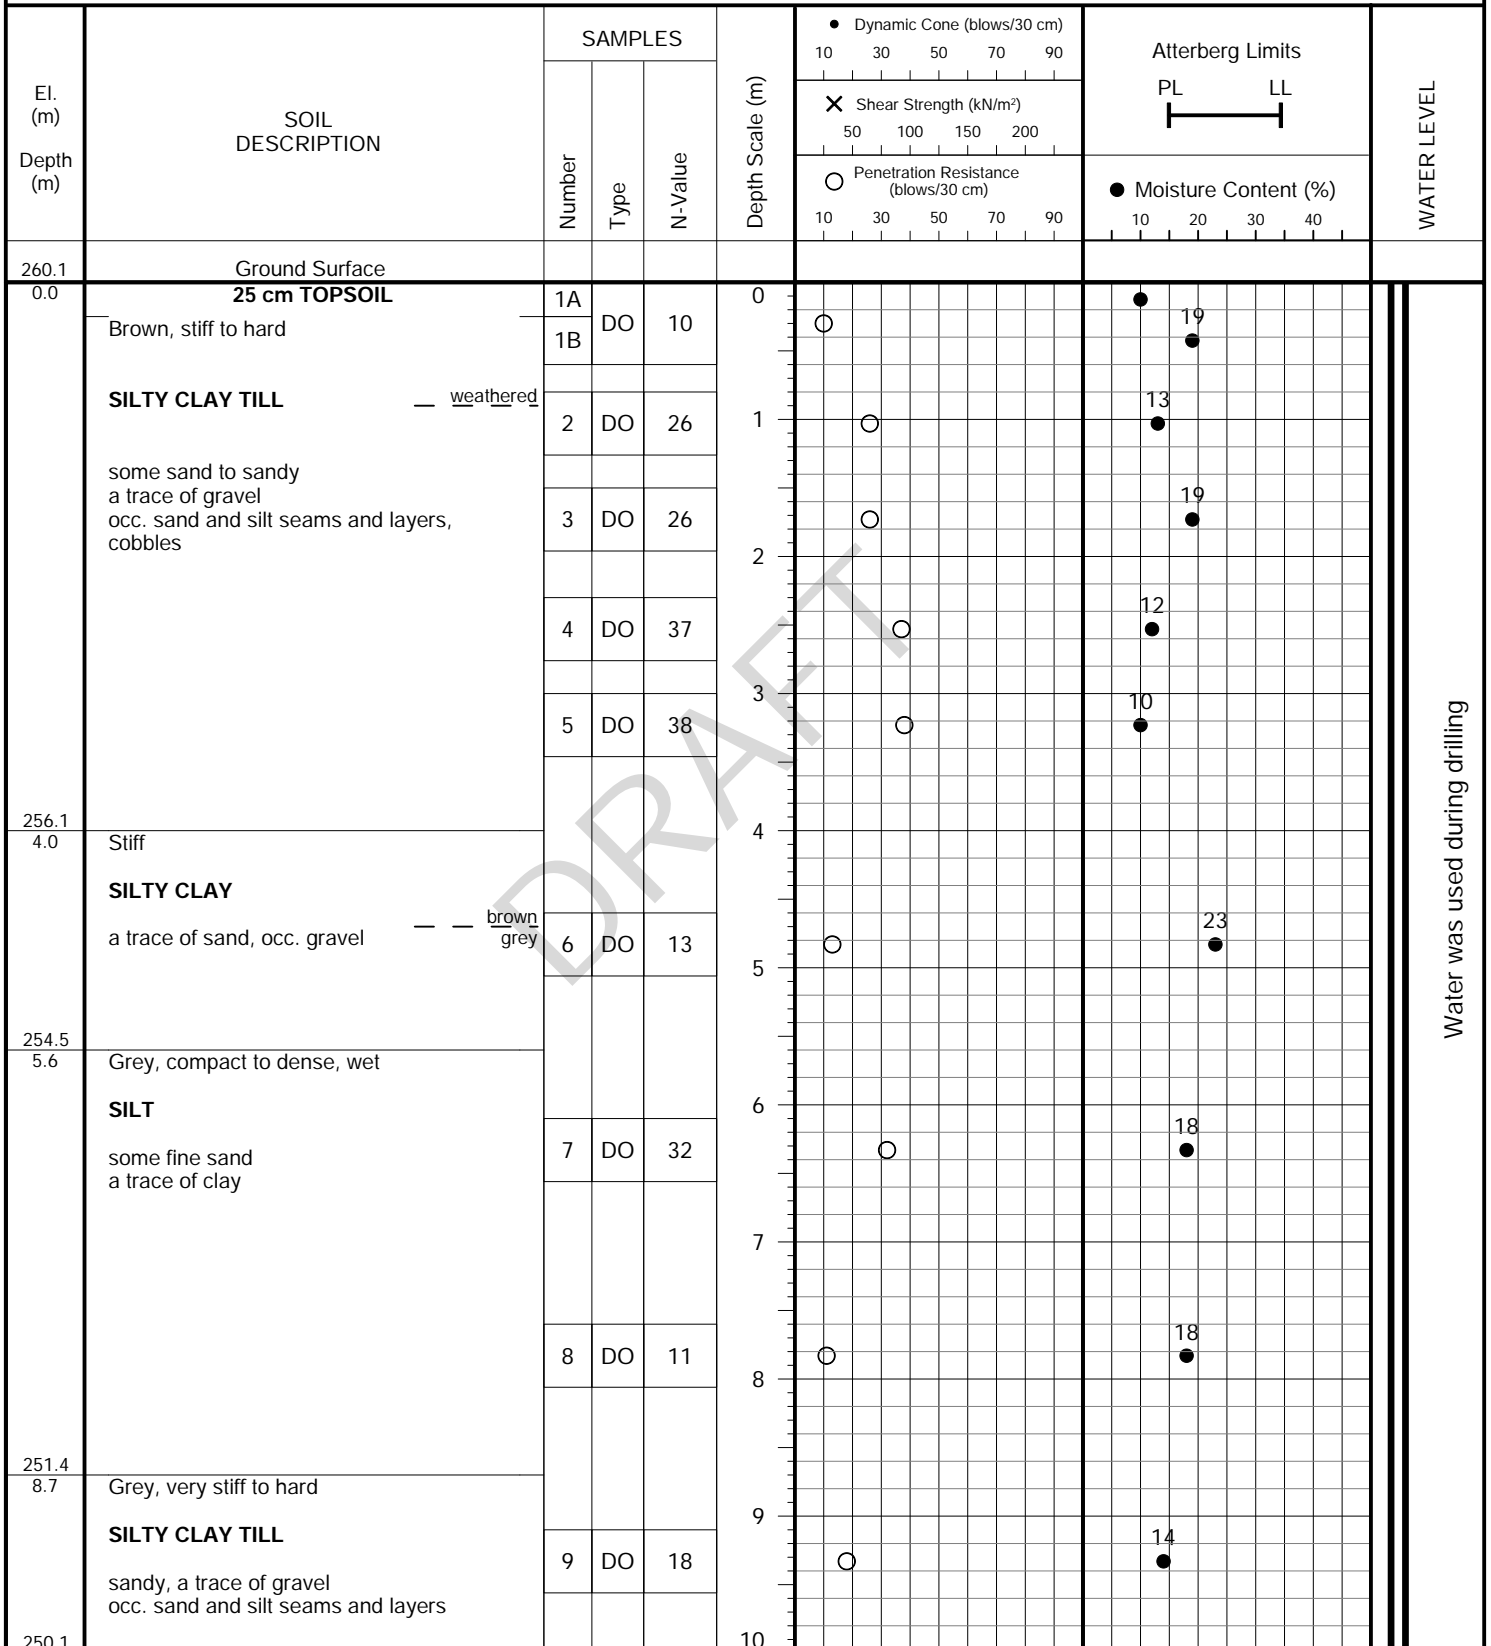 SAMPLES
• Dynamic Cone (blows/30 cm)
10 30 50 70 90
Atterberg Limits
El.
(m)
Depth
(m)
SOIL
DESCRIPTION
Number
Type
N-Value
Depth Scale (m)
× Shear Strength (kN/m²)
50 100 150 200
PL LL
WATER LEVEL
Penetration Resistance
(blows/30 cm)
10 30 50 70 90
● Moisture Content (%)
10 20 30 40
260.1 Ground Surface
0.0 25 cm TOPSOIL 1A 0
Brown, stiff to hard DO 10 19
1B
SILTY CLAY TILL weathered 13
2 DO 26 1
some sand to sandy
a trace of gravel 19
occ. sand and silt seams and layers, 3 DO 26
cobbles
2
12
4 DO 37
3
10
5 DO 38
256.1
4.0 Stiff 4
SILTY CLAY
brown 23
a trace of sand, occ. gravel grey 6 DO 13
5
254.5
5.6 Grey, compact to dense, wet
SILT 6
18
some fine sand 7 DO 32
a trace of clay
7
18
8 DO 11
8
251.4
8.7 Grey, very stiff to hard
9
SILTY CLAY TILL 14
9 DO 18
sandy, a trace of gravel
occ. sand and silt seams and layers
250.1 10
Water was used during drilling
DRAFT